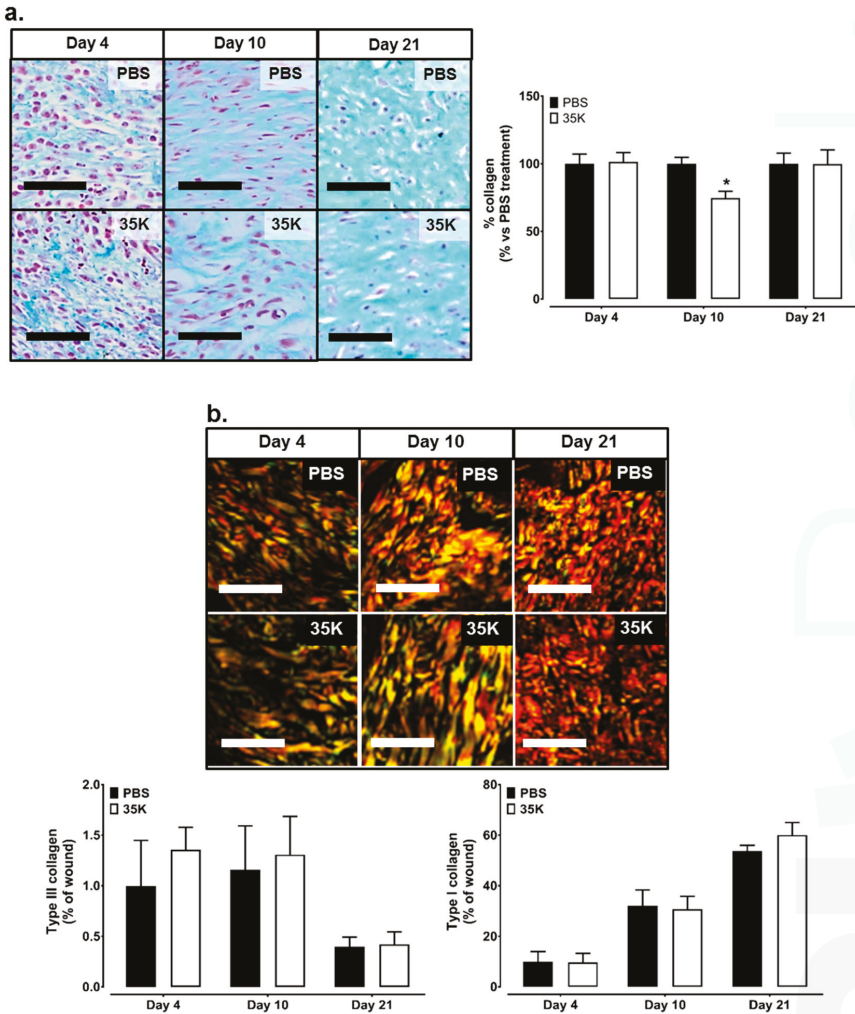 a.
Day 4 Day 10 Day 21
PBS PBS PBS
35K 35K 35K
PBS
35K
% collagen
(% vs PBS treatment)
150
100
50
0
*
Day 4 Day 10 Day 21
b.
Day 4 Day 10 Day 21
PBS PBS PBS
35K 35K 35K
PBS
35K
Type III collagen
(% of wound)
2.0
1.5
1.0
0.5
0.0
Day 4 Day 10 Day 21
PBS
35K
Type I collagen
(% of wound)
80
60
40
20
0
Day 4 Day 10 Day 21